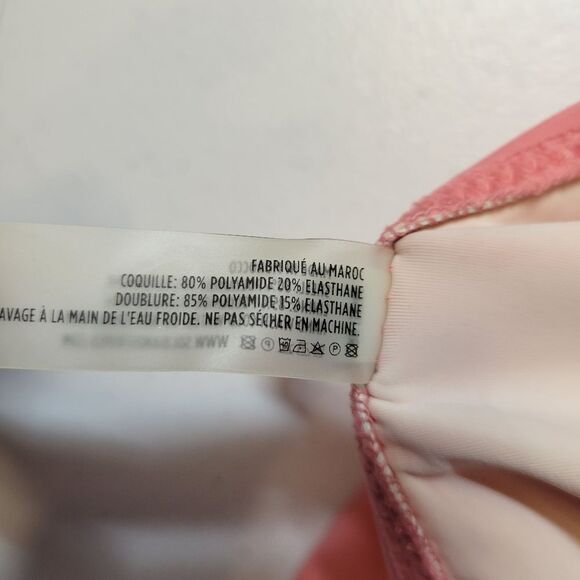 FABRIQUÉ AU MAROC
COQUILLE: 80% POLYAMIDE 20% ELASTHANE
DOUBLURE: 85% POLYAMIDE 15% ELASTHANE
AVAGE À LA MAIN DE L'EAU FROIDE. NE PAS SÉCHER EN MACHINE.
WWW